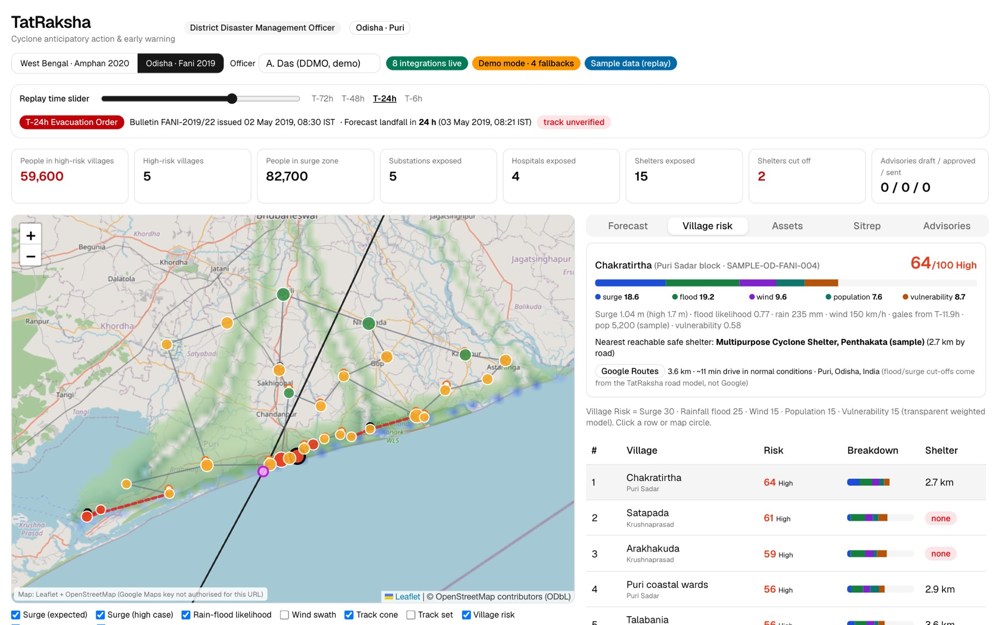 TatRaksha
Cyclone anticipatory action & early warning
District Disaster Management Officer
Odisha · Puri
West Bengal · Amphan 2020
Odisha · Fani 2019
Officer
A. Das (DDMO, demo)
8 integrations live
Demo mode · 4 fallbacks
Sample data (replay)
Replay time slider
T-72h
T-48h
T-24h
T-6h
T-24h Evacuation Order
Bulletin FANI-2019/22 issued 02 May 2019, 08:30 IST · Forecast landfall in 24 h (03 May 2019, 08:21 IST)
track unverified
People in high-risk villages
59,600
High-risk villages
5
People in surge zone
82,700
Substations exposed
5
Hospitals exposed
4
Shelters exposed
15
Shelters cut off
2
Advisories draft / approved
/ sent
0 / 0 / 0
+
−
Bhubaneswar
Jagatsinghpur
Khordha
Begunia
Khordha
Jatani
Jagatsinghapur
Dalatola
Balikuda
Ranpur
Khordha
Satyabadi
Gop
Sakhigopal
Tangi
Tangi
Chandanpur
Konark
WLS
Puri
Krushna
Prasad
Map: Leaflet + OpenStreetMap (Google Maps key not authorised for this URL)
Leaflet | © OpenStreetMap contributors (ODbL)
Surge (expected)
Surge (high case)
Rain-flood likelihood
Wind swath
Track cone
Track set
Village risk
Forecast
Village risk
Assets
Sitrep
Advisories
Chakratirtha (Puri Sadar block · SAMPLE-OD-FANI-004)
64/100 High
surge 18.6
flood 19.2
wind 9.6
population 7.6
vulnerability 8.7
Surge 1.04 m (high 1.7 m) · flood likelihood 0.77 · rain 235 mm · wind 150 km/h · gales from T-11.9h ·
pop 5,200 (sample) · vulnerability 0.58
Nearest reachable safe shelter: Multipurpose Cyclone Shelter, Penthakata (sample) (2.7 km by
road)
Google Routes 3.6 km · ~11 min drive in normal conditions · Puri, Odisha, India (flood/surge cut-offs come
from the TatRaksha road model, not Google)
Village Risk = Surge 30 · Rainfall flood 25 · Wind 15 · Population 15 · Vulnerability 15 (transparent weighted
model). Click a row or map circle.
# Village Risk Breakdown Shelter
1 Chakratirtha 64 High 2.7 km
Puri Sadar
2 Satapada 61 High none
Krushnaprasad
3 Arakhakuda 59 High none
Krushnaprasad
4 Puri coastal wards 56 High 2.9 km
Puri Sadar
5 Talabania 56 High 3.6 km